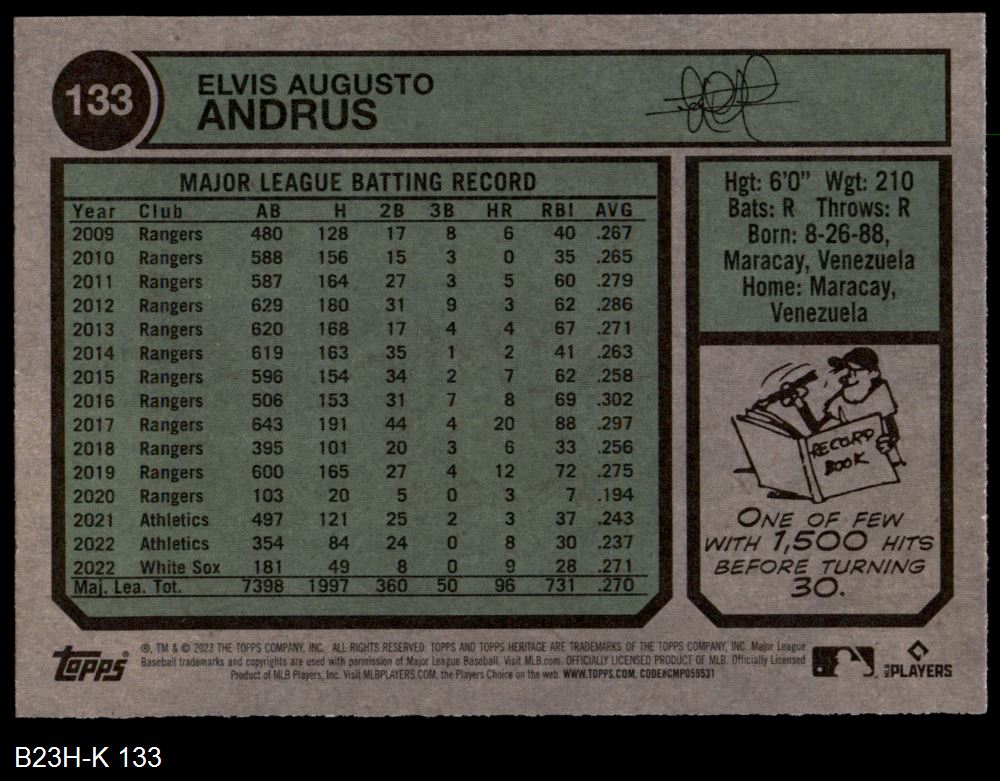 133
ELVIS AUGUSTO
ANDRUS
MAJOR LEAGUE BATTING RECORD
Year Club AB H 2B 3B HR RBI AVG
2009 Rangers 480 128 17 8 6 40 .267
2010 Rangers 588 156 15 3 0 35 .265
2011 Rangers 587 164 27 3 5 60 .279
2012 Rangers 629 180 31 9 3 62 .286
2013 Rangers 620 168 17 4 4 67 .271
2014 Rangers 619 163 35 1 2 41 .263
2015 Rangers 596 154 34 2 7 62 .258
2016 Rangers 506 153 31 7 8 69 .302
2017 Rangers 643 191 44 4 20 88 .297
2018 Rangers 395 101 20 3 6 33 .256
2019 Rangers 600 165 27 4 12 72 .275
2020 Rangers 103 20 5 0 3 7 .194
2021 Athletics 497 121 25 2 3 37 .243
2022 Athletics 354 84 24 0 8 30 .237
2022 White Sox 181 49 8 0 9 28 .271
Maj. Lea. Tot. 7398 1997 360 50 96 731 .270
Hgt: 6'0" Wgt: 210
Bats: R Throws: R
Born: 8-26-88,
Maracay, Venezuela
Home: Maracay,
Venezuela
RECORD
BOOK
ONE OF FEW
WITH 1,500 HITS
BEFORE TURNING
30.
Topps
®, TM & © 2023 THE TOPPS COMPANY, INC. ALL RIGHTS RESERVED. TOPPS AND TOPPS HERITAGE ARE TRADEMARKS OF THE TOPPS COMPANY, INC. Major League
Baseball trademarks and copyrights are used with permission of Major League Baseball. Visit MLB.com. OFFICIALLY LICENSED PRODUCT OF MLB. Officially Licensed
Product of MLB Players, Inc. Visit MLBPLAYERS.COM, the Players Choice on the web. WWW.TOPPS.COM. CODE#CMP059531
MLB PLAYERS
B23H-K 133